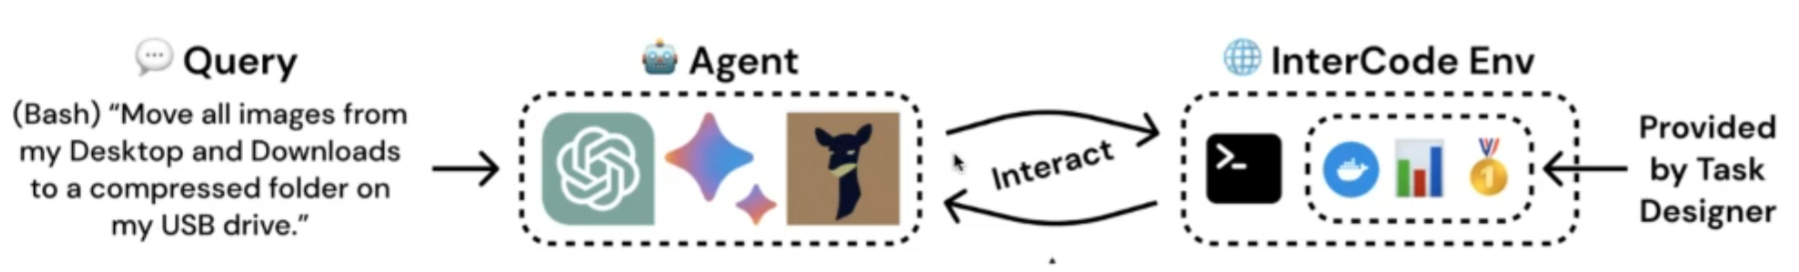 Query
(Bash) “Move all images from
my Desktop and Downloads
to a compressed folder on
my USB drive.”
Agent
Interact
InterCode Env
1
Provided
by Task
Designer